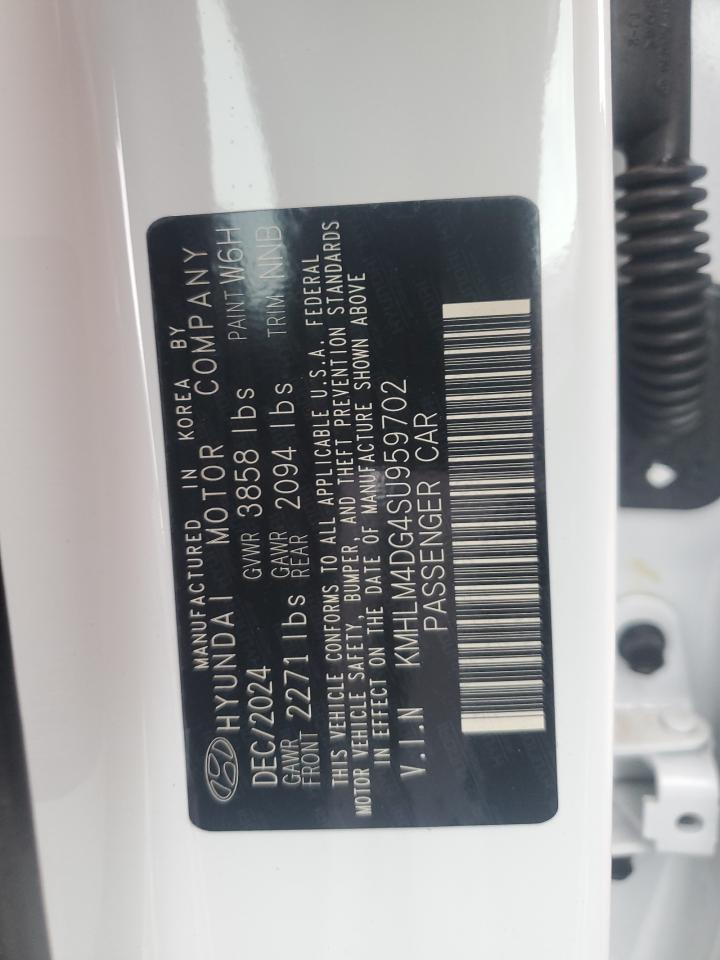 MANUFACTURED IN KOREA BY
HYUNDAI MOTOR COMPANY
DEC/2024 GVWR 3858 lbs PAINT W6H
GAWR FRONT 2271 lbs GAWR REAR 2094 lbs TRIM NNB
THIS VEHICLE CONFORMS TO ALL APPLICABLE U.S.A. FEDERAL
MOTOR VEHICLE SAFETY, BUMPER, AND THEFT PREVENTION STANDARDS
IN EFFECT ON THE DATE OF MANUFACTURE SHOWN ABOVE
V.I.N KMHLM4DG4SU959702
PASSENGER CAR